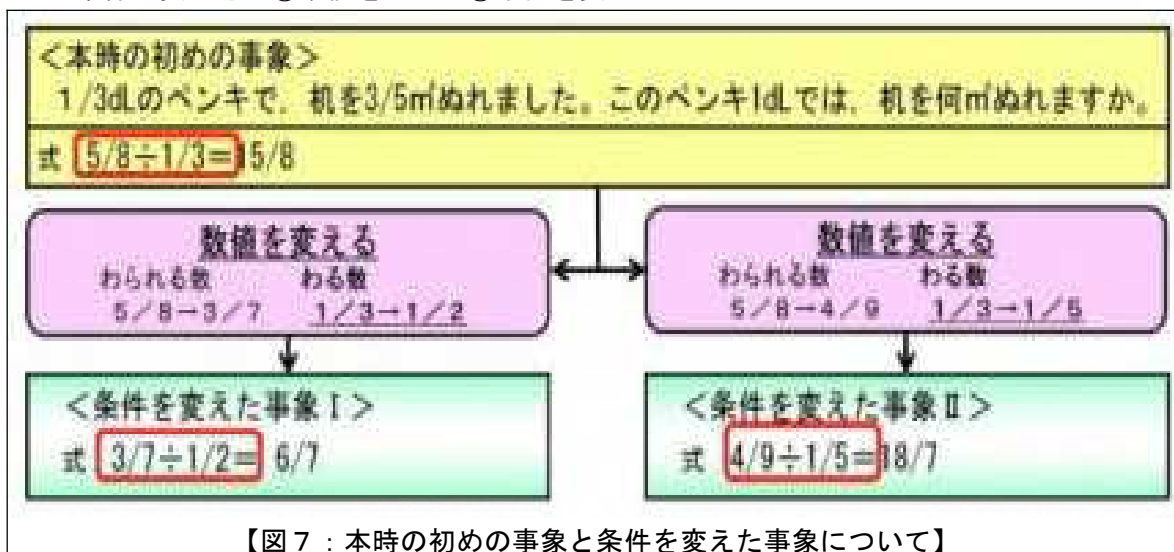 <本時の初めの事象>
1/3dLのペンキで，机を3/5㎡ぬれました。このペンキ1dLでは，机を何㎡ぬれますか。
式 5/8÷1/3=15/8
数値を変える
わられる数 わる数
5/8→3/7 1/3→1/2
数値を変える
わられる数 わる数
5/8→4/9 1/3→1/5
<条件を変えた事象Ⅰ>
式 3/7÷1/2= 6/7
<条件を変えた事象Ⅱ>
式 4/9÷1/5=18/7
【図７：本時の初めの事象と条件を変えた事象について】